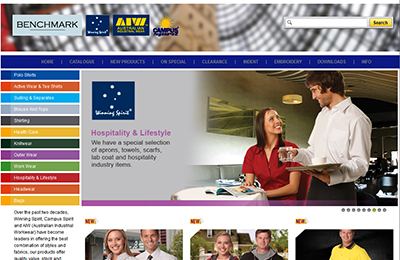 BENCHMARK
Winning Spirit
AIW
AUSTRALIAN INDUSTRIAL WEAR
CAMPUS
Search
HOME | CATALOGUE | NEW PRODUCTS | ON SPECIAL | CLEARANCE | INDENT | EMBROIDERY | DOWNLOADS | INFO
Polo Shirts
Active Wear & Tee Shirts
Suiting & Separates
Blouse And Tops
Shirting
Health Care
Knitwear
Outer Wear
Work Wear
Hospitality & Lifestyle
Headwear
Bags
Winning Spirit
Hospitality & Lifestyle
We have a special selection
of aprons, towels, scarfs,
lab coat and hospitality
industry items.
Over the past two decades,
Winning Spirit, Campus Spirit
and AIW (Australian Industrial
Workwear) have become
leaders in offering the best
combination of styles and
fabrics, our products offer
quality, value, stock and
NEW
NEW
NEW